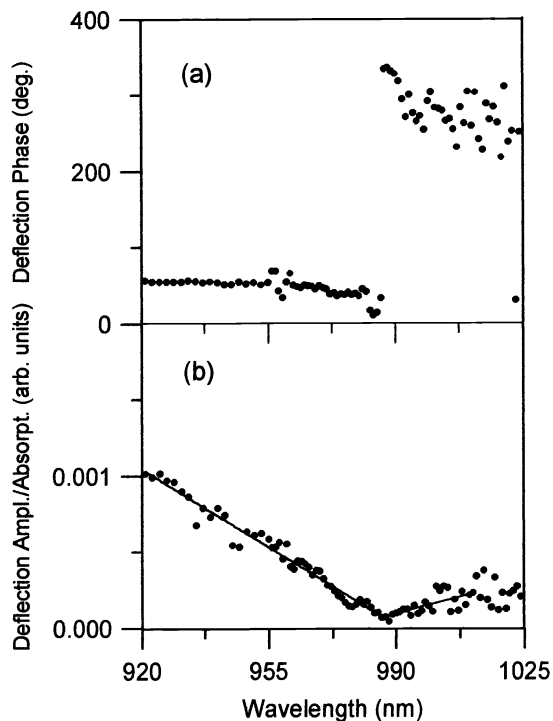 400
(a)
200
0
Deflection Phase (deg.)
(b)
0.001
0.000
Deflection Ampl./Absorpt. (arb. units)
920 955 990 1025
Wavelength (nm)